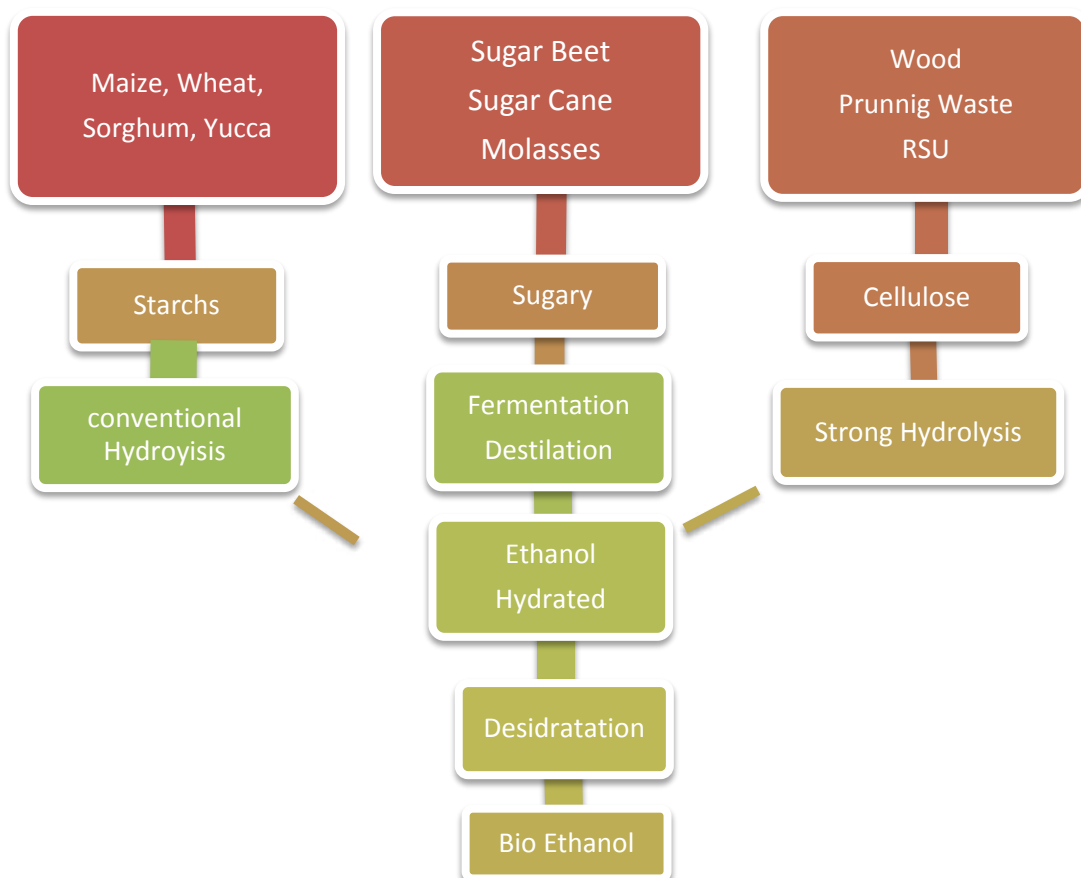 Maize, Wheat,
Sorghum, Yucca
Sugar Beet
Sugar Cane
Molasses
Wood
Prunnig Waste
RSU
Starchs
Sugary
Cellulose
conventional
Hydroyisis
Fermentation
Destilation
Strong Hydrolysis
Ethanol
Hydrated
Desidratation
Bio Ethanol